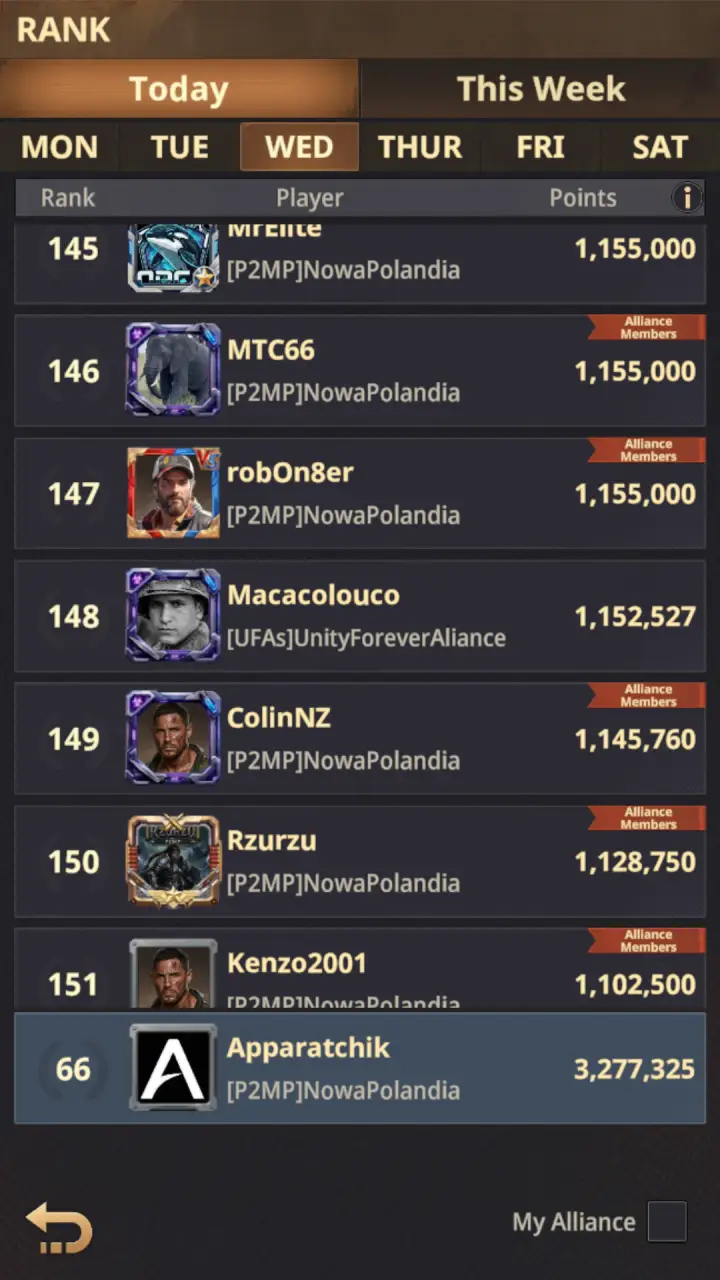 RANK
Today
This Week
MON
TUE
WED
THUR
FRI
SAT
Rank
Player
Points
145
MrElite
[P2MP]NowaPolandia
1,155,000
146
MTC66
[P2MP]NowaPolandia
Alliance
Members
1,155,000
147
robOn8er
[P2MP]NowaPolandia
Alliance
Members
1,155,000
148
Macacolouco
[UFAs]UnityForeverAliance
1,152,527
149
ColinNZ
[P2MP]NowaPolandia
Alliance
Members
1,145,760
150
Rzurzu
[P2MP]NowaPolandia
Alliance
Members
1,128,750
151
Kenzo2001
[P2MP]NowaPolandia
Alliance
Members
1,102,500
66
Apparatchik
[P2MP]NowaPolandia
3,277,325
My Alliance